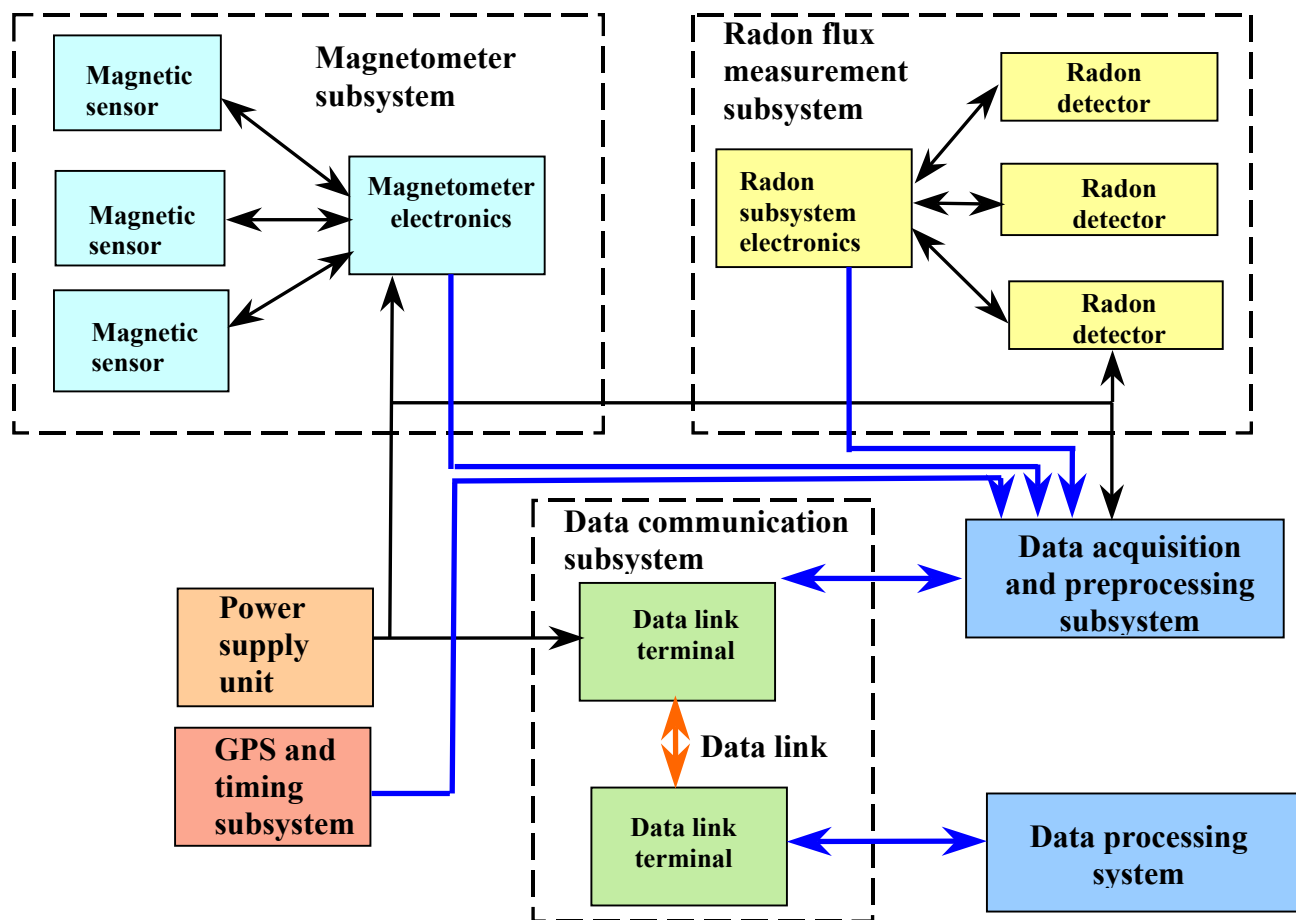 Magnetic
sensor
Magnetometer
subsystem
Magnetometer
electronics
Magnetic
sensor
Magnetic
sensor
Radon flux
measurement
subsystem
Radon
detector
Radon
subsystem
electronics
Radon
detector
Radon
detector
Data communication
subsystem
Data acquisition
and preprocessing
subsystem
Power
supply
unit
Data link
terminal
GPS and
timing
subsystem
Data link
Data link
terminal
Data processing
system